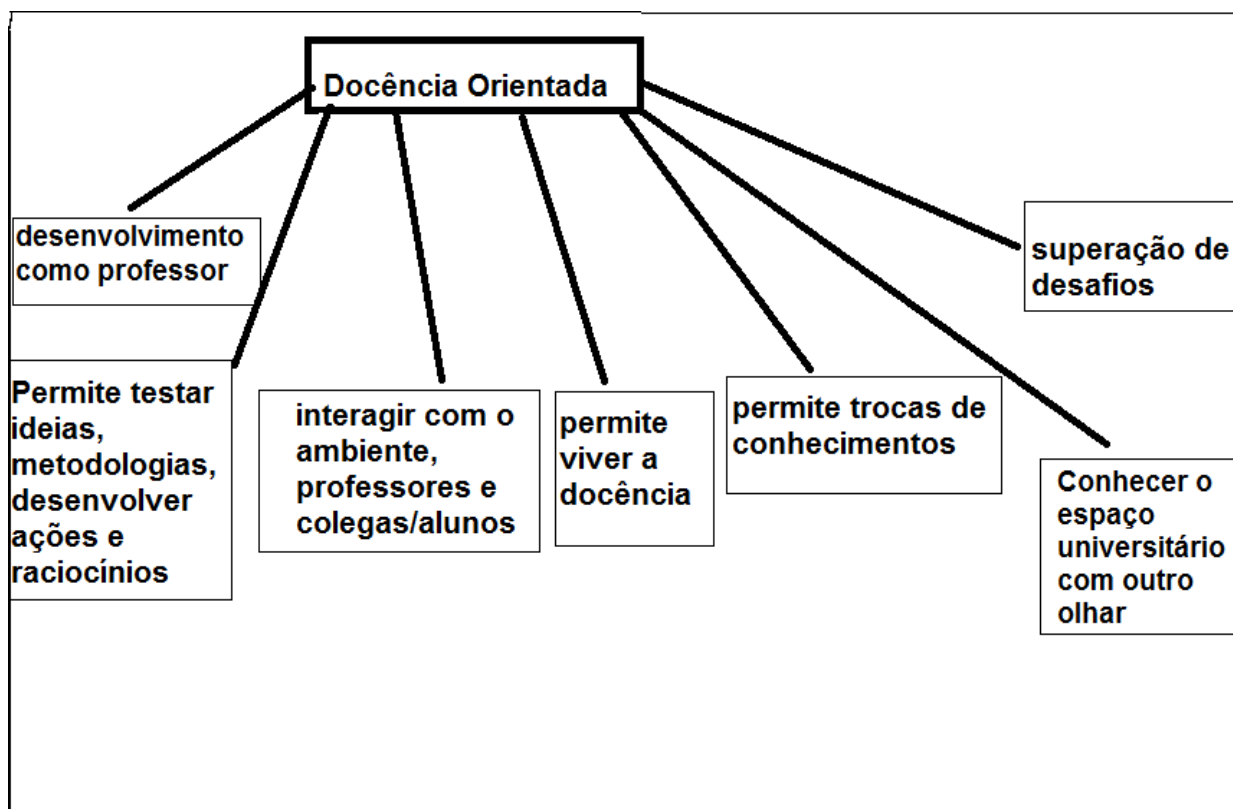 Docência Orientada
desenvolvimento
como professor
superação de
desafios
Permite testar
ideias,
metodologias,
desenvolver
ações e
raciocínios
interagir com o
ambiente,
professores e
colegas/alunos
permite
viver a
docência
permite trocas de
conhecimentos
Conhecer o
espaço
universitário
com outro
olhar